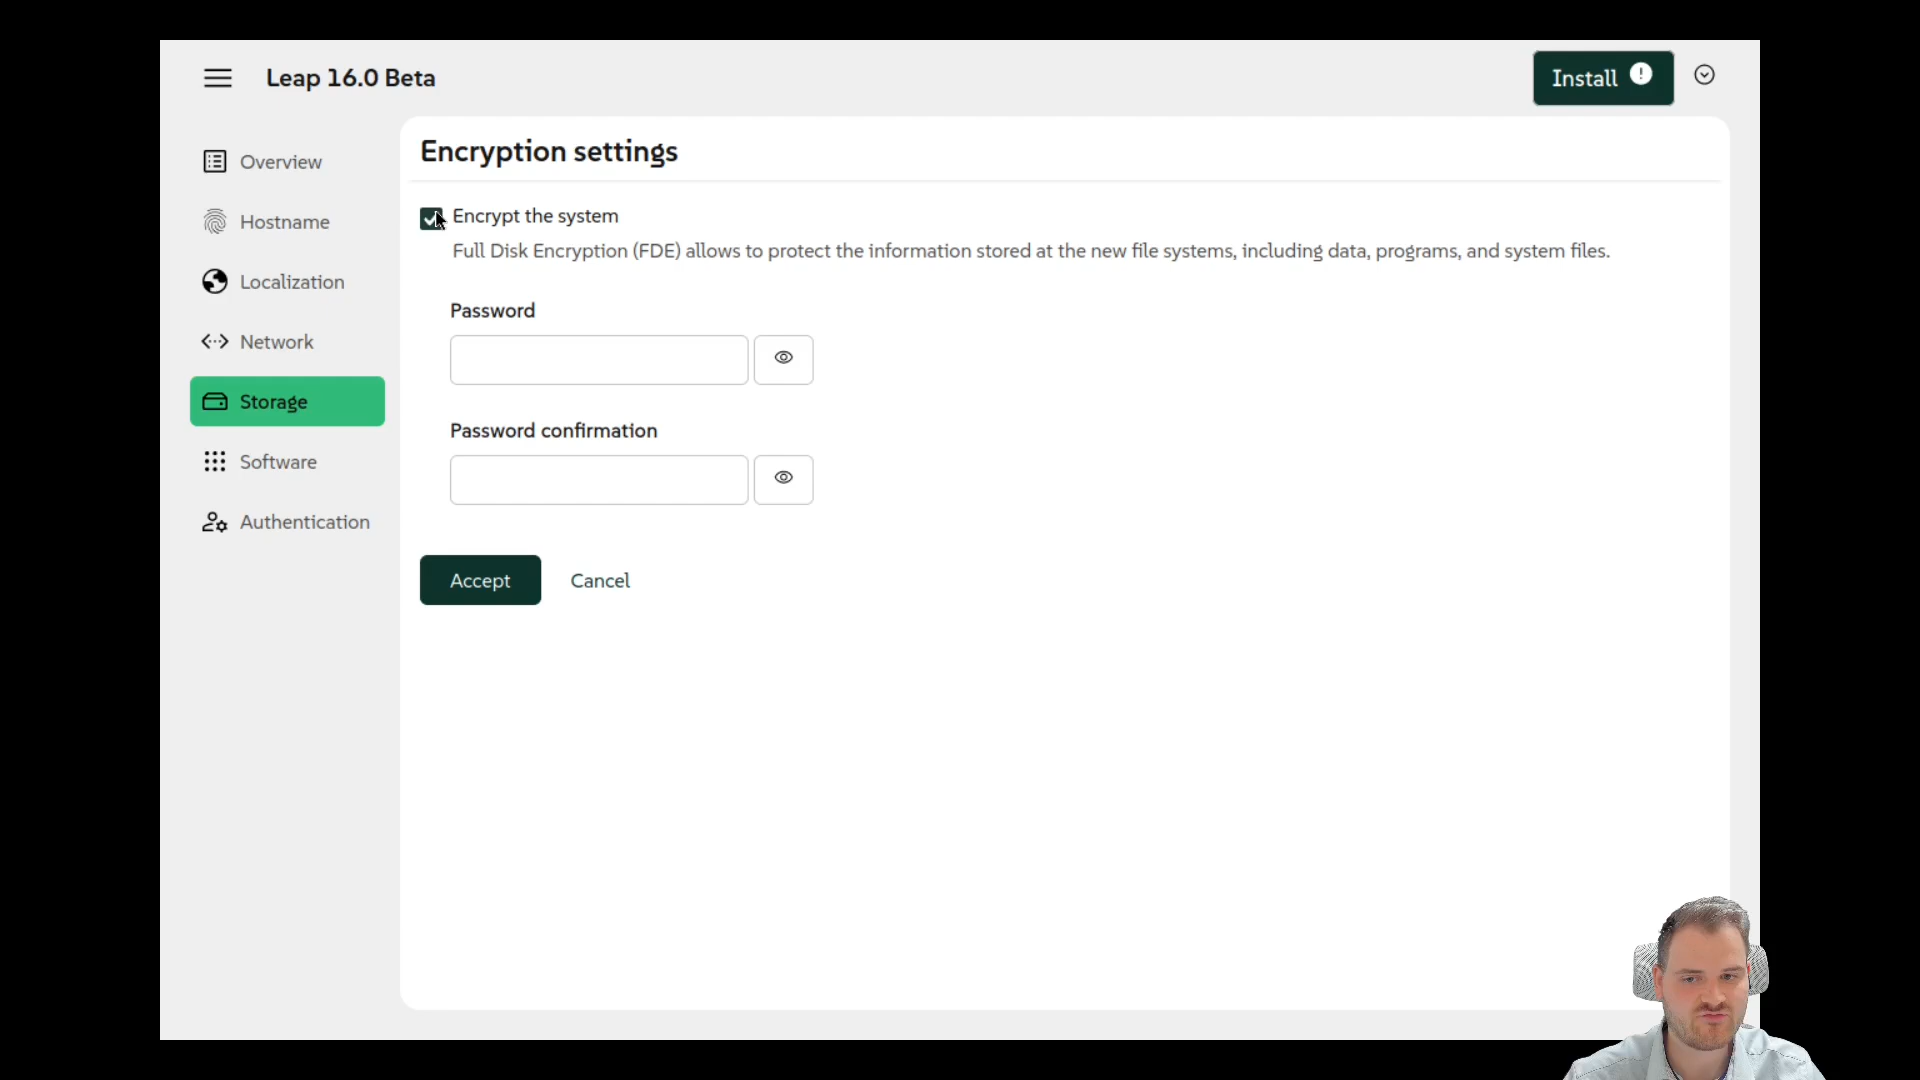 Leap 16.0 Beta
Install
Overview
Hostname
Localization
Network
Storage
Software
Authentication
Encryption settings
Encrypt the system
Full Disk Encryption (FDE) allows to protect the information stored at the new file systems, including data, programs, and system files.
Password
Password confirmation
Accept
Cancel